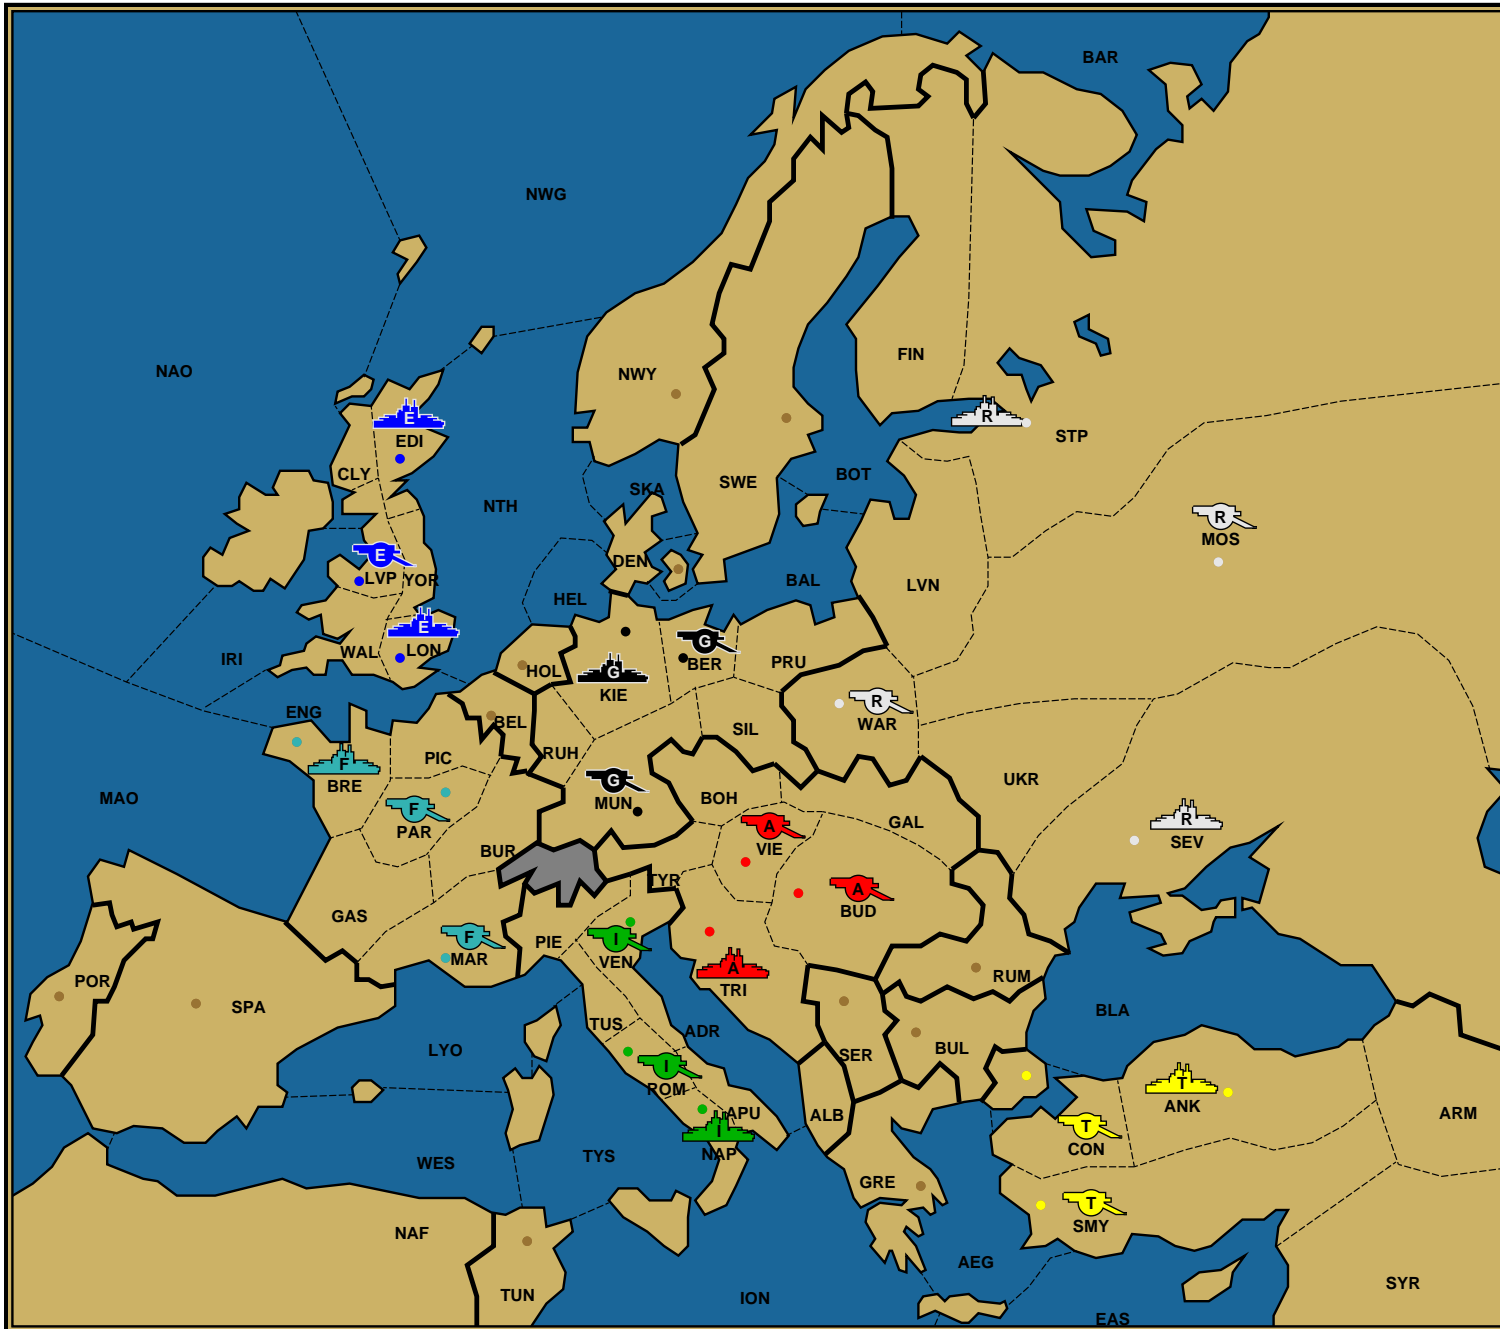 BAR
NWG
NAO
FIN
NWY
E
R
EDI
STP
CLY
SWE
BOT
SKA
NTH
R
MOS
E
LVP
YOR
DEN
BAL
LVN
HEL
E
G
WAL
LON
IRI
HOL
G
KIE
BER
PRU
R
WAR
ENG
BEL
SIL
PIC
RUH
F
BRE
G
MUN
BOH
UKR
MAO
F
PAR
A
VIE
GAL
R
SEV
BUR
TYR
A
BUD
GAS
F
MAR
PIE
I
VEN
A
TRI
RUM
POR
SPA
BLA
TUS
ADR
LYO
SER
BUL
I
ROM
T
ANK
APU
ALB
ARM
I
NAP
T
CON
WES
TYS
GRE
T
SMY
NAF
AEG
SYR
TUN
ION
EAS